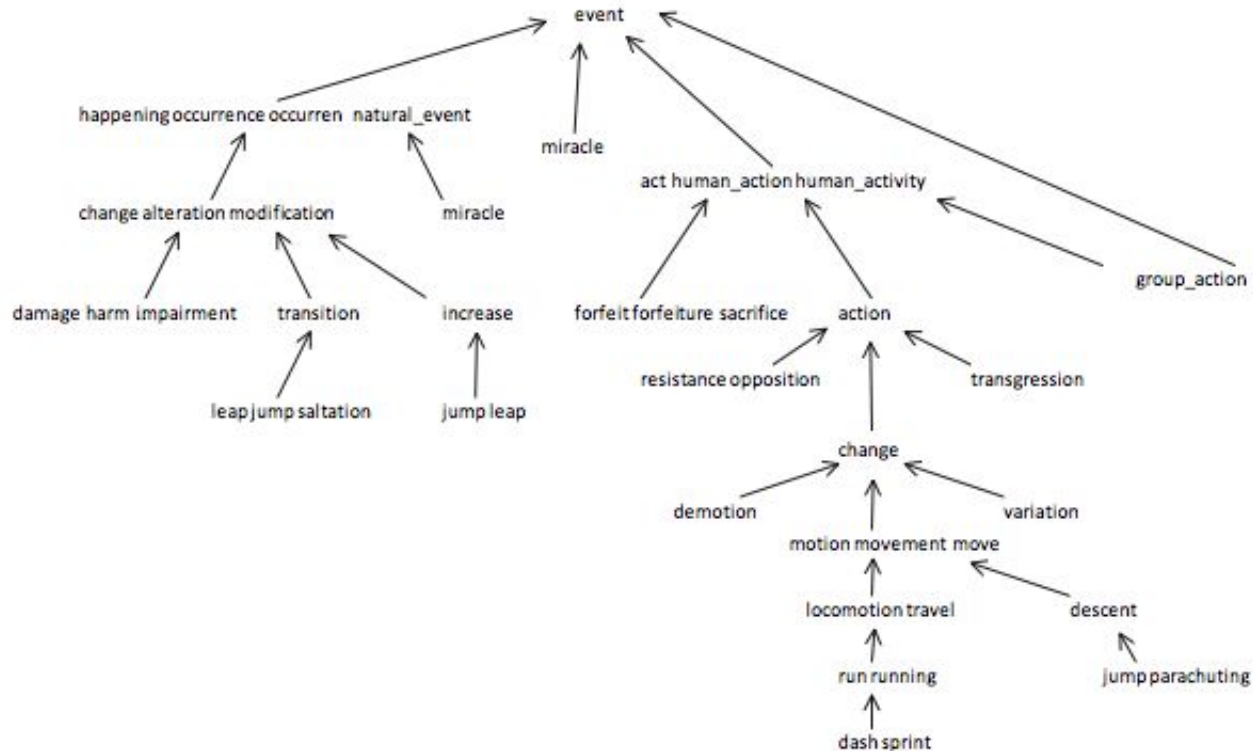 event
happening occurrence occurren natural_event
miracle
act human_action human_activity
change alteration modification
miracle
group_action
damage harm impairment
transition
increase
forfeit forfeiture sacrifice
action
resistance opposition
transgression
leap jump saltation
jump leap
change
demotion
variation
motion movement move
locomotion travel
descent
run running
jump parachuting
dash sprint